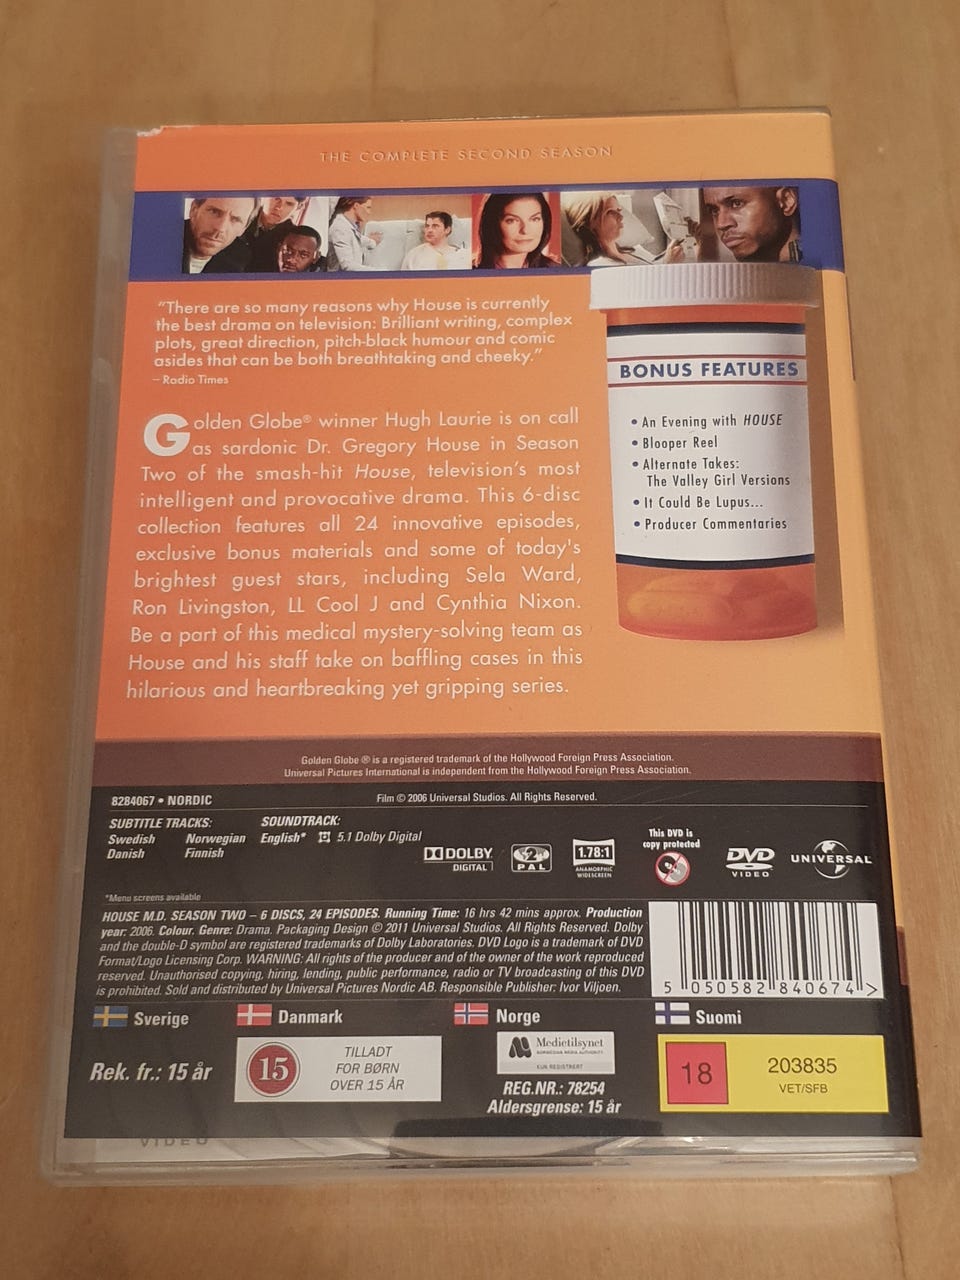 THE COMPLETE SECOND SEASON
"There are so many reasons why House is currently
the best drama on television: Brilliant writing, complex
plots, great direction, pitch-black humour and comic
asides that can be both breathtaking and cheeky."
– Radio Times
Golden Globe® winner Hugh Laurie is on call
as sardonic Dr. Gregory House in Season
Two of the smash-hit House, television's most
intelligent and provocative drama. This 6-disc
collection features all 24 innovative episodes,
exclusive bonus materials and some of today's
brightest guest stars, including Sela Ward,
Ron Livingston, LL Cool J and Cynthia Nixon.
Be a part of this medical mystery-solving team as
House and his staff take on baffling cases in this
hilarious and heartbreaking yet gripping series.
BONUS FEATURES
• An Evening with HOUSE
• Blooper Reel
• Alternate Takes:
The Valley Girl Versions
• It Could Be Lupus...
• Producer Commentaries
Golden Globe ® is a registered trademark of the Hollywood Foreign Press Association.
Universal Pictures International is independent from the Hollywood Foreign Press Association.
8284067 • NORDIC
Film © 2006 Universal Studios. All Rights Reserved.
SUBTITLE TRACKS:
Swedish Norwegian
Danish Finnish
SOUNDTRACK:
English* 5.1 Dolby Digital
DOLBY
DIGITAL
2
PAL
1.78:1
ANAMORPHIC
WIDESCREEN
This DVD is
copy protected
DVD
VIDEO
UNIVERSAL
*Menu screens available
HOUSE M.D. SEASON TWO – 6 DISCS, 24 EPISODES. Running Time: 16 hrs 42 mins approx. Production
year: 2006. Colour. Genre: Drama. Packaging Design © 2011 Universal Studios. All Rights Reserved. Dolby
and the double-D symbol are registered trademarks of Dolby Laboratories. DVD Logo is a trademark of DVD
Format/Logo Licensing Corp. WARNING: All rights of the producer and of the owner of the work reproduced
reserved. Unauthorised copying, hiring, lending, public performance, radio or TV broadcasting of this DVD
is prohibited. Sold and distributed by Universal Pictures Nordic AB. Responsible Publisher: Ivor Viljoen.
5 050582 840674 >
Sverige
Rek. fr.: 15 år
Danmark
15
TILLADT
FOR BØRN
OVER 15 ÅR
Norge
Medietilsynet
NORWEGIAN MEDIA AUTHORITY
KUN REGISTRERT
REG.NR.: 78254
Aldersgrense: 15 år
Suomi
18
203835
VET/SFB
VIDEO